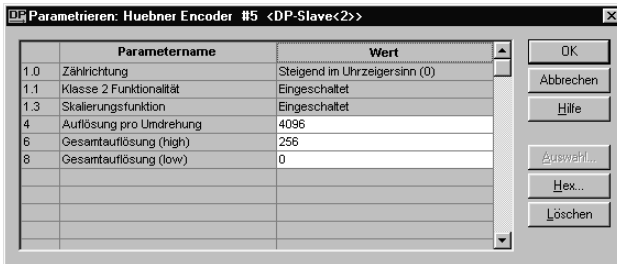 DP Parametrieren: Huebner Encoder #5 <DP-Slave<2>>
Parametername Wert
1.0 Zählrichtung Steigend im Uhrzeigersinn (0)
1.1 Klasse 2 Funktionalität Eingeschaltet
1.3 Skalierungsfunktion Eingeschaltet
4 Auflösung pro Umdrehung 4096
6 Gesamtauflösung (high) 256
8 Gesamtauflösung (low) 0
OK
Abbrechen
Hilfe
Auswahl...
Hex...
Löschen